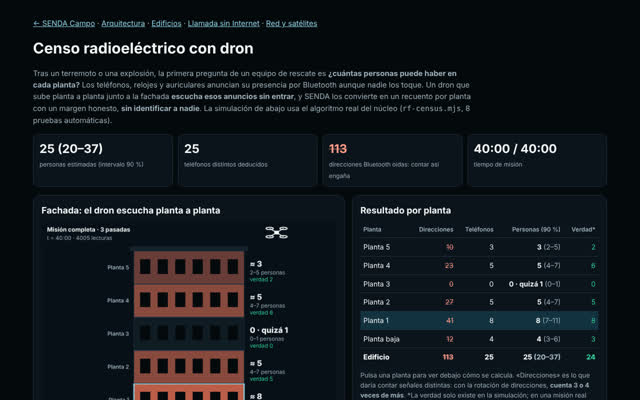 ← SENDA Campo · Arquitectura · Edificios · Llamada sin Internet · Red y satélites
Censo radioeléctrico con dron
Tras un terremoto o una explosión, la primera pregunta de un equipo de rescate es ¿cuántas personas puede haber en
cada planta? Los teléfonos, relojes y auriculares anuncian su presencia por Bluetooth aunque nadie los toque. Un dron
que sube planta a planta junto a la fachada escucha esos anuncios sin entrar, y SENDA los convierte en un recuento por planta
con un margen honesto, sin identificar a nadie. La simulación de abajo usa el algoritmo real del núcleo (rf-census.mjs, 8
pruebas automáticas).
25 (20–37)
personas estimadas (intervalo 90 %)
25
teléfonos distintos deducidos
113
direcciones Bluetooth oídas: contar así
engaña
40:00 / 40:00
tiempo de misión
Fachada: el dron escucha planta a planta
Misión completa · 3 pasadas
t = 40:00 · 4005 lecturas
Planta 5
≈ 3
2–5 personas
verdad 2
Planta 4
≈ 5
4–7 personas
verdad 6
Planta 3
0 · quizá 1
0–1 personas
verdad 0
Planta 2
≈ 5
4–7 personas
verdad 5
Planta 1
≈ 8
Resultado por planta
Planta Direcciones Teléfonos Personas (90 %) Verdad*
Planta 5 10 3 3 (2–5) 2
Planta 4 23 5 5 (4–7) 6
Planta 3 0 0 0 · quizá 1 (0–1) 0
Planta 2 27 5 5 (4–7) 5
Planta 1 41 8 8 (7–11) 8
Planta baja 12 4 4 (3–6) 3
Edificio 113 25 25 (20–37) 24
Pulsa una planta para ver debajo cómo se calcula. «Direcciones» es lo que
daría contar señales distintas: con la rotación de direcciones, cuenta 3 o 4
veces de más. *La verdad solo existe en la simulación; en una misión real